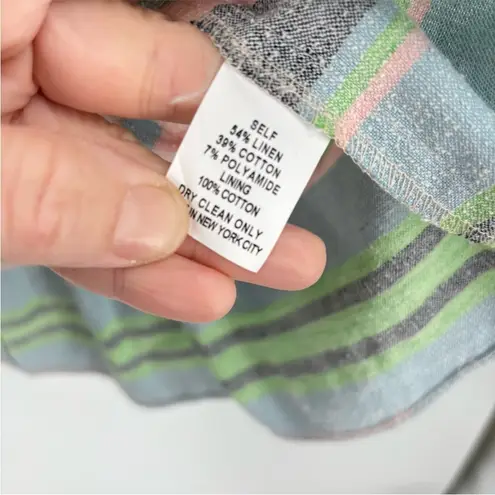 SELF
54% LINEN
39% COTTON
7% POLYAMIDE
LINING
100% COTTON
DRY CLEAN ONLY
IN NEW YORK CITY